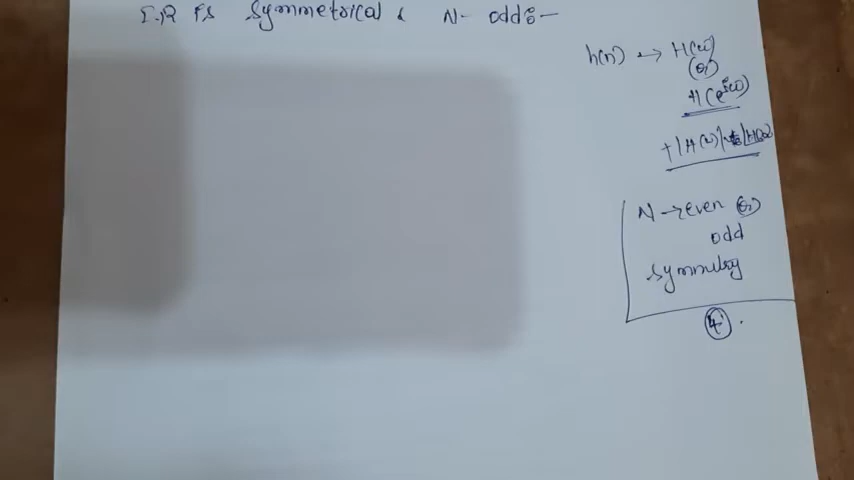 I.R is Symmetrical & N- odd:-
h(n) → H(ω)
(or)
H(e^jω)
N → even (or)
odd
symmetry
4